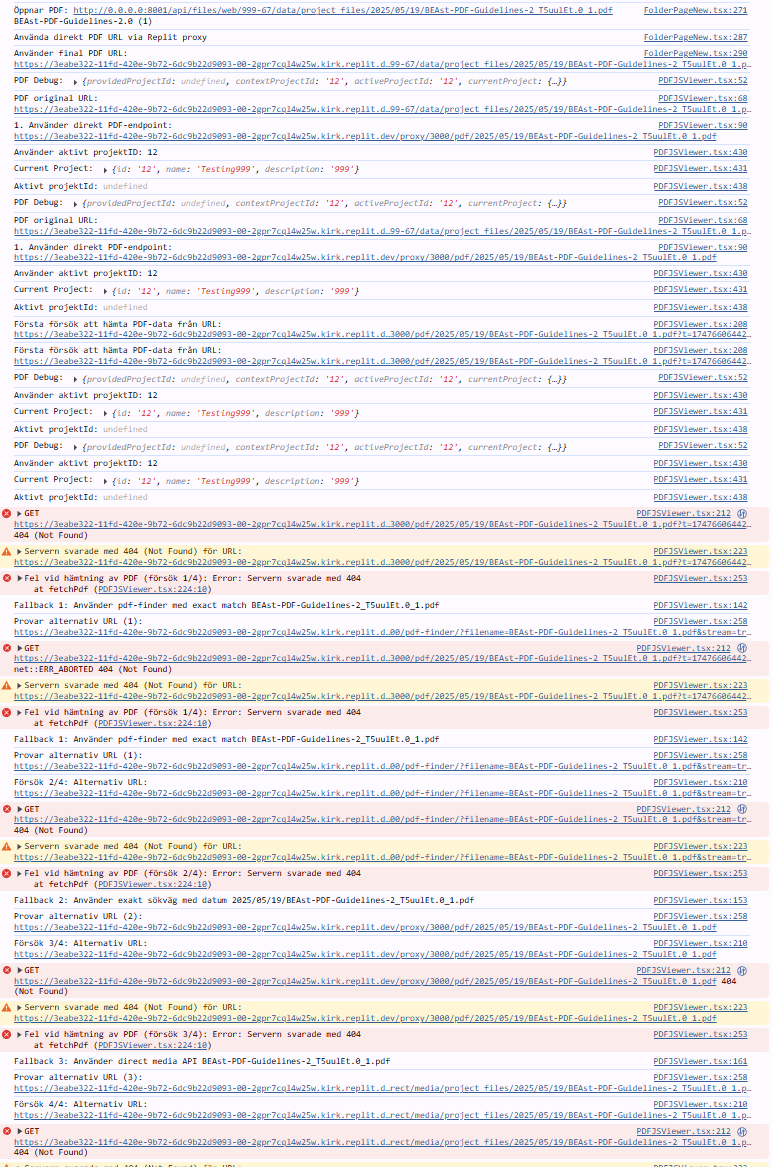 Öppnar PDF: http://0.0.0.0:8001/api/files/web/999-67/data/project_files/2025/05/19/BEAst-PDF-Guidelines-2_T5uulEt.0_1.pdf FolderPageNew.tsx:271
BEAst-PDF-Guidelines-2.0 (1)
Använda direkt PDF URL via Replit proxy FolderPageNew.tsx:287
Använder final PDF URL: FolderPageNew.tsx:290
https://3eabe322-11fd-420e-9b72-6dc9b22d9093-00-2gpr7cql4w25w.kirk.replit.d…99-67/data/project_files/2025/05/19/BEAst-PDF-Guidelines-2_T5uulEt.0_1.p…
PDF Debug: ▶{providedProjectId: undefined, contextProjectId: '12', activeProjectId: '12', currentProject: {…}} PDFJSViewer.tsx:52
PDF original URL: PDFJSViewer.tsx:68
https://3eabe322-11fd-420e-9b72-6dc9b22d9093-00-2gpr7cql4w25w.kirk.replit.d…99-67/data/project_files/2025/05/19/BEAst-PDF-Guidelines-2_T5uulEt.0_1.p…
1. Använder direkt PDF-endpoint: PDFJSViewer.tsx:90
https://3eabe322-11fd-420e-9b72-6dc9b22d9093-00-2gpr7cql4w25w.kirk.replit.dev/proxy/3000/pdf/2025/05/19/BEAst-PDF-Guidelines-2_T5uulEt.0_1.pdf
Använder aktivt projektID: 12 PDFJSViewer.tsx:430
Current Project: ▶{id: '12', name: 'Testing999', description: '999'} PDFJSViewer.tsx:431
Aktivt projektId: undefined PDFJSViewer.tsx:438
PDF Debug: ▶{providedProjectId: undefined, contextProjectId: '12', activeProjectId: '12', currentProject: {…}} PDFJSViewer.tsx:52
PDF original URL: PDFJSViewer.tsx:68
https://3eabe322-11fd-420e-9b72-6dc9b22d9093-00-2gpr7cql4w25w.kirk.replit.d…99-67/data/project_files/2025/05/19/BEAst-PDF-Guidelines-2_T5uulEt.0_1.p…
1. Använder direkt PDF-endpoint: PDFJSViewer.tsx:90
https://3eabe322-11fd-420e-9b72-6dc9b22d9093-00-2gpr7cql4w25w.kirk.replit.dev/proxy/3000/pdf/2025/05/19/BEAst-PDF-Guidelines-2_T5uulEt.0_1.pdf
Använder aktivt projektID: 12 PDFJSViewer.tsx:430
Current Project: ▶{id: '12', name: 'Testing999', description: '999'} PDFJSViewer.tsx:431
Aktivt projektId: undefined PDFJSViewer.tsx:438
Första försök att hämta PDF-data från URL: PDFJSViewer.tsx:208
https://3eabe322-11fd-420e-9b72-6dc9b22d9093-00-2gpr7cql4w25w.kirk.replit.d…3000/pdf/2025/05/19/BEAst-PDF-Guidelines-2_T5uulEt.0_1.pdf?t=17476606442…
Första försök att hämta PDF-data från URL: PDFJSViewer.tsx:208
https://3eabe322-11fd-420e-9b72-6dc9b22d9093-00-2gpr7cql4w25w.kirk.replit.d…3000/pdf/2025/05/19/BEAst-PDF-Guidelines-2_T5uulEt.0_1.pdf?t=17476606442…
PDF Debug: ▶{providedProjectId: undefined, contextProjectId: '12', activeProjectId: '12', currentProject: {…}} PDFJSViewer.tsx:52
Använder aktivt projektID: 12 PDFJSViewer.tsx:430
Current Project: ▶{id: '12', name: 'Testing999', description: '999'} PDFJSViewer.tsx:431
Aktivt projektId: undefined PDFJSViewer.tsx:438
PDF Debug: ▶{providedProjectId: undefined, contextProjectId: '12', activeProjectId: '12', currentProject: {…}} PDFJSViewer.tsx:52
Använder aktivt projektID: 12 PDFJSViewer.tsx:430
Current Project: ▶{id: '12', name: 'Testing999', description: '999'} PDFJSViewer.tsx:431
Aktivt projektId: undefined PDFJSViewer.tsx:438
▶GET PDFJSViewer.tsx:212
https://3eabe322-11fd-420e-9b72-6dc9b22d9093-00-2gpr7cql4w25w.kirk.replit.d…3000/pdf/2025/05/19/BEAst-PDF-Guidelines-2_T5uulEt.0_1.pdf?t=17476606442…
404 (Not Found)
▶Servern svarade med 404 (Not Found) för URL: PDFJSViewer.tsx:223
https://3eabe322-11fd-420e-9b72-6dc9b22d9093-00-2gpr7cql4w25w.kirk.replit.d…3000/pdf/2025/05/19/BEAst-PDF-Guidelines-2_T5uulEt.0_1.pdf?t=17476606442…
▶Fel vid hämtning av PDF (försök 1/4): Error: Servern svarade med 404 PDFJSViewer.tsx:253
at fetchPdf (PDFJSViewer.tsx:224:10)
Fallback 1: Använder pdf-finder med exact match BEAst-PDF-Guidelines-2_T5uulEt.0_1.pdf PDFJSViewer.tsx:142
Provar alternativ URL (1): PDFJSViewer.tsx:258
https://3eabe322-11fd-420e-9b72-6dc9b22d9093-00-2gpr7cql4w25w.kirk.replit.d…00/pdf-finder/?filename=BEAst-PDF-Guidelines-2_T5uulEt.0_1.pdf&stream=tr…
▶GET PDFJSViewer.tsx:212
https://3eabe322-11fd-420e-9b72-6dc9b22d9093-00-2gpr7cql4w25w.kirk.replit.d…3000/pdf/2025/05/19/BEAst-PDF-Guidelines-2_T5uulEt.0_1.pdf?t=17476606442…
net::ERR_ABORTED 404 (Not Found)
▶Servern svarade med 404 (Not Found) för URL: PDFJSViewer.tsx:223
https://3eabe322-11fd-420e-9b72-6dc9b22d9093-00-2gpr7cql4w25w.kirk.replit.d…3000/pdf/2025/05/19/BEAst-PDF-Guidelines-2_T5uulEt.0_1.pdf?t=17476606442…
▶Fel vid hämtning av PDF (försök 1/4): Error: Servern svarade med 404 PDFJSViewer.tsx:253
at fetchPdf (PDFJSViewer.tsx:224:10)
Fallback 1: Använder pdf-finder med exact match BEAst-PDF-Guidelines-2_T5uulEt.0_1.pdf PDFJSViewer.tsx:142
Provar alternativ URL (1): PDFJSViewer.tsx:258
https://3eabe322-11fd-420e-9b72-6dc9b22d9093-00-2gpr7cql4w25w.kirk.replit.d…00/pdf-finder/?filename=BEAst-PDF-Guidelines-2_T5uulEt.0_1.pdf&stream=tr…
Försök 2/4: Alternativ URL: PDFJSViewer.tsx:210
https://3eabe322-11fd-420e-9b72-6dc9b22d9093-00-2gpr7cql4w25w.kirk.replit.d…00/pdf-finder/?filename=BEAst-PDF-Guidelines-2_T5uulEt.0_1.pdf&stream=tr…
▶GET PDFJSViewer.tsx:212
https://3eabe322-11fd-420e-9b72-6dc9b22d9093-00-2gpr7cql4w25w.kirk.replit.d…00/pdf-finder/?filename=BEAst-PDF-Guidelines-2_T5uulEt.0_1.pdf&stream=tr…
404 (Not Found)
▶Servern svarade med 404 (Not Found) för URL: PDFJSViewer.tsx:223
https://3eabe322-11fd-420e-9b72-6dc9b22d9093-00-2gpr7cql4w25w.kirk.replit.d…00/pdf-finder/?filename=BEAst-PDF-Guidelines-2_T5uulEt.0_1.pdf&stream=tr…
▶Fel vid hämtning av PDF (försök 2/4): Error: Servern svarade med 404 PDFJSViewer.tsx:253
at fetchPdf (PDFJSViewer.tsx:224:10)
Fallback 2: Använder exakt sökväg med datum 2025/05/19/BEAst-PDF-Guidelines-2_T5uulEt.0_1.pdf PDFJSViewer.tsx:153
Provar alternativ URL (2): PDFJSViewer.tsx:258
https://3eabe322-11fd-420e-9b72-6dc9b22d9093-00-2gpr7cql4w25w.kirk.replit.dev/proxy/3000/pdf/2025/05/19/BEAst-PDF-Guidelines-2_T5uulEt.0_1.pdf
Försök 3/4: Alternativ URL: PDFJSViewer.tsx:210
https://3eabe322-11fd-420e-9b72-6dc9b22d9093-00-2gpr7cql4w25w.kirk.replit.dev/proxy/3000/pdf/2025/05/19/BEAst-PDF-Guidelines-2_T5uulEt.0_1.pdf
▶GET PDFJSViewer.tsx:212
https://3eabe322-11fd-420e-9b72-6dc9b22d9093-00-2gpr7cql4w25w.kirk.replit.dev/proxy/3000/pdf/2025/05/19/BEAst-PDF-Guidelines-2_T5uulEt.0_1.pdf 404
(Not Found)
▶Servern svarade med 404 (Not Found) för URL: PDFJSViewer.tsx:223
https://3eabe322-11fd-420e-9b72-6dc9b22d9093-00-2gpr7cql4w25w.kirk.replit.dev/proxy/3000/pdf/2025/05/19/BEAst-PDF-Guidelines-2_T5uulEt.0_1.pdf
▶Fel vid hämtning av PDF (försök 3/4): Error: Servern svarade med 404 PDFJSViewer.tsx:253
at fetchPdf (PDFJSViewer.tsx:224:10)
Fallback 3: Använder direct media API BEAst-PDF-Guidelines-2_T5uulEt.0_1.pdf PDFJSViewer.tsx:161
Provar alternativ URL (3): PDFJSViewer.tsx:258
https://3eabe322-11fd-420e-9b72-6dc9b22d9093-00-2gpr7cql4w25w.kirk.replit.d…rect/media/project_files/2025/05/19/BEAst-PDF-Guidelines-2_T5uulEt.0_1.p…
Försök 4/4: Alternativ URL: PDFJSViewer.tsx:210
https://3eabe322-11fd-420e-9b72-6dc9b22d9093-00-2gpr7cql4w25w.kirk.replit.d…rect/media/project_files/2025/05/19/BEAst-PDF-Guidelines-2_T5uulEt.0_1.p…
▶GET PDFJSViewer.tsx:212
https://3eabe322-11fd-420e-9b72-6dc9b22d9093-00-2gpr7cql4w25w.kirk.replit.d…rect/media/project_files/2025/05/19/BEAst-PDF-Guidelines-2_T5uulEt.0_1.p…
404 (Not Found)